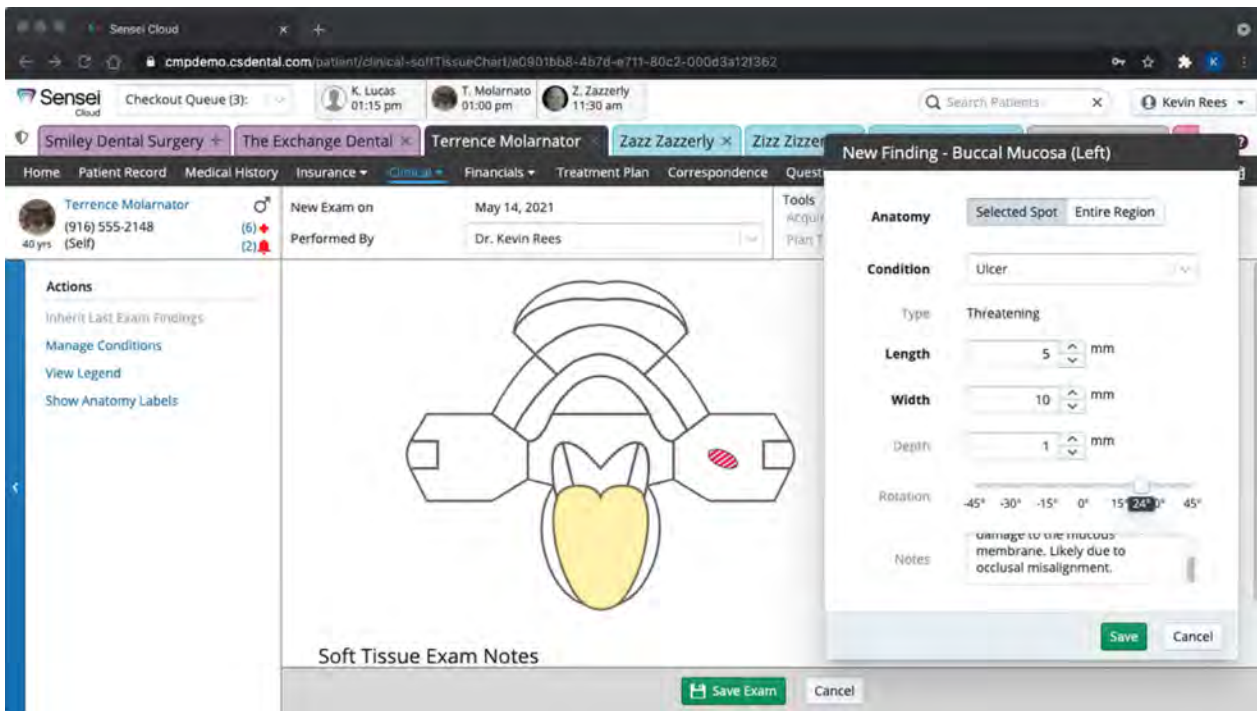 Sensei Cloud
cmpdemo.csdental.com/patient/clinical-softTissueChart/
K
Sensei
Cloud
Checkout Queue (3):
K. Lucas
01:15 pm
T. Molarnato
01:00 pm
Z. Zazzerly
11:30 am
Search Patients
Kevin Rees
Smiley Dental Surgery
The Exchange Dental
Terrence Molarnator
Zazz Zazzerly
Zizz Zizzer
Home Patient Record Medical History Insurance Clinical Financials Treatment Plan Correspondence Quest
Terrence Molarnator
(916) 555-2148
(6)
40 yrs (Self)
(2)
New Exam on May 14, 2021
Performed By Dr. Kevin Rees
Tools
Acqui
Plan T
Actions
Inherit Last Exam Findings
Manage Conditions
View Legend
Show Anatomy Labels
Soft Tissue Exam Notes
Save Exam Cancel
New Finding - Buccal Mucosa (Left)
Anatomy Selected Spot Entire Region
Condition Ulcer
Type Threatening
Length 5 mm
Width 10 mm
Depth 1 mm
Rotation
-45° -30° -15° 0° 15° 24° 0° 45°
Notes
damage to the mucous
membrane. Likely due to
occlusal misalignment.
Save Cancel